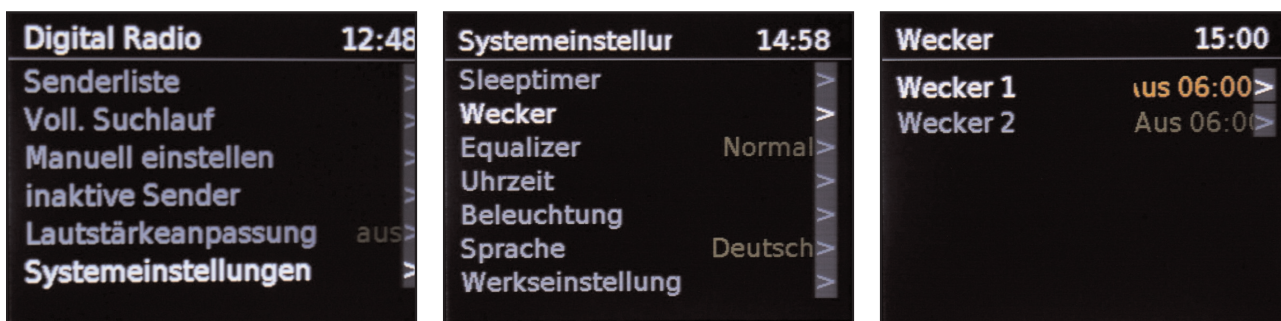 Digital Radio 12:48
Senderliste >
Voll. Suchlauf >
Manuell einstellen >
inaktive Sender >
Lautstärkeanpassung aus >
Systemeinstellungen >
Systemeinstellur 14:58
Sleeptimer >
Wecker >
Equalizer Normal >
Uhrzeit >
Beleuchtung >
Sprache Deutsch >
Werkseinstellung >
Wecker 15:00
Wecker 1 us 06:00 >
Wecker 2 Aus 06:00 >